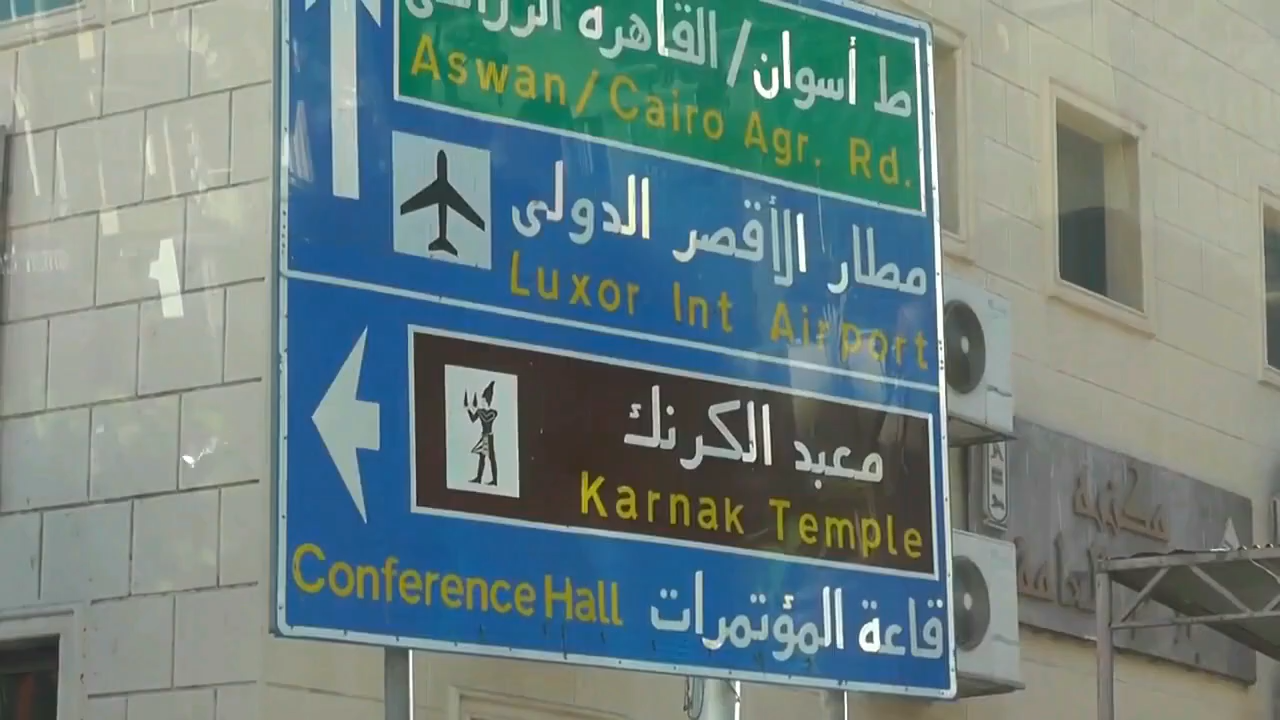 ط أسوان/القاهرة الزراعى
Aswan/Cairo Agr. Rd.
مطار الأقصر الدولى
Luxor Int Airport
معبد الكرنك
Karnak Temple
Conference Hall قاعة المؤتمرات